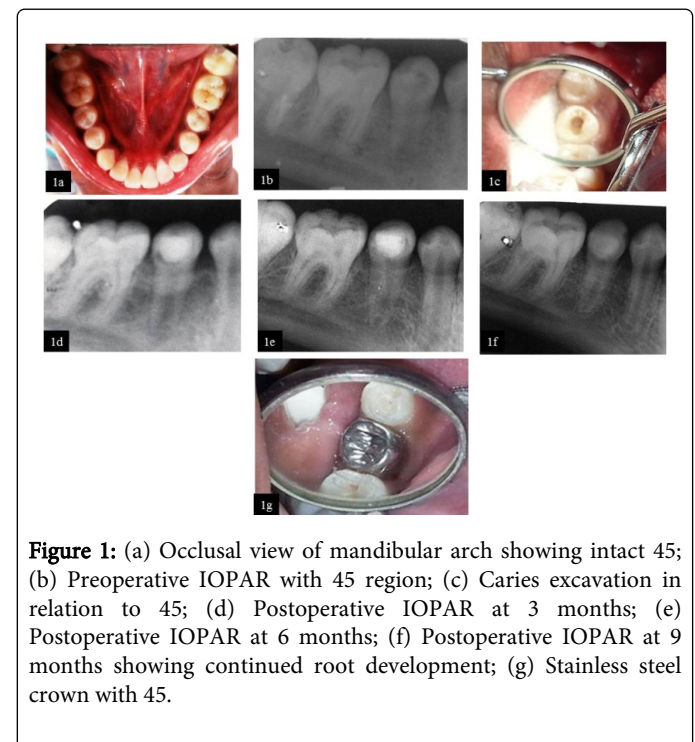 1a
1b
1c
1d
1e
1f
1g
Figure 1: (a) Occlusal view of mandibular arch showing intact 45;
(b) Preoperative IOPAR with 45 region; (c) Caries excavation in
relation to 45; (d) Postoperative IOPAR at 3 months; (e)
Postoperative IOPAR at 6 months; (f) Postoperative IOPAR at 9
months showing continued root development; (g) Stainless steel
crown with 45.